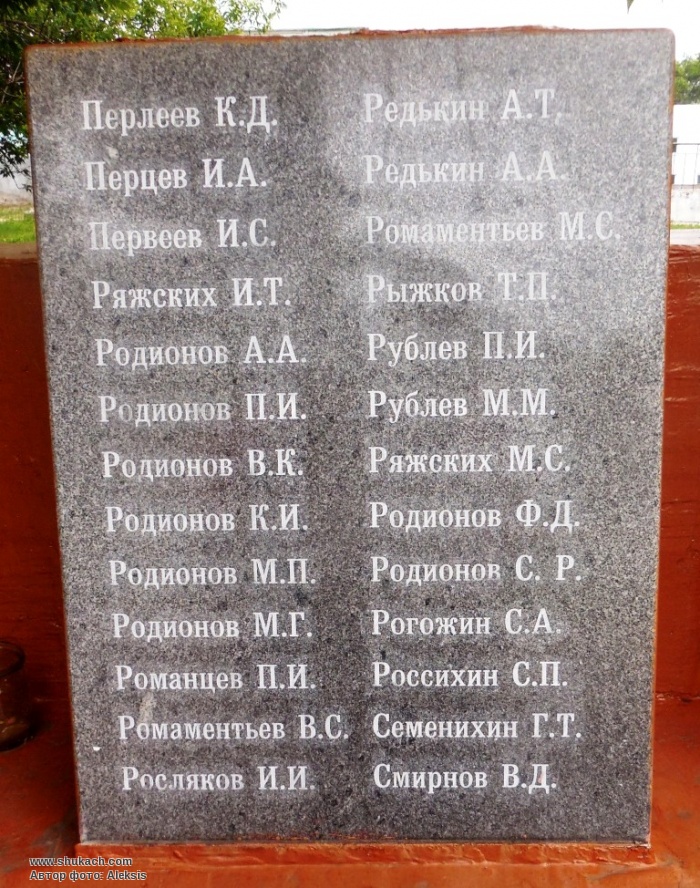 Перлеев К.Д.
Перцев И.А.
Первеев И.С.
Ряжских И.Т.
Родионов А.А.
Родионов П.И.
Родионов В.К.
Родионов К.И.
Родионов М.П.
Родионов М.Г.
Романцев П.И.
Ромаментьев В.С.
Росляков И.И.
Редькин А.Т.
Редькин А.А.
Ромаментьев М.С.
Рыжков Т.П.
Рублев П.И.
Рублев М.М.
Ряжских М.С.
Родионов Ф.Д.
Родионов С. Р.
Рогожин С.А.
Россихин С.П.
Семенихин Г.Т.
Смирнов В.Д.
www.shukach.com
Автор фото: Aleksis